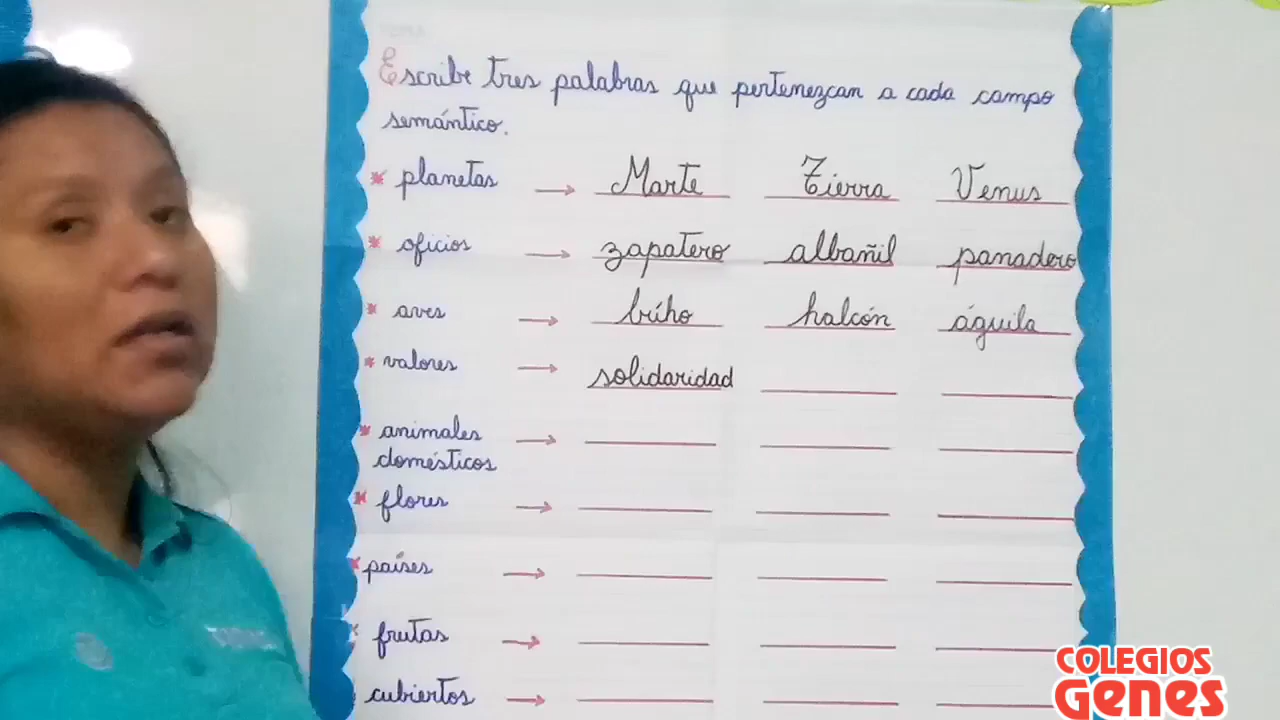 Escribe tres palabras que pertenezcan a cada campo
semántico.
* planetas → Marte Tierra Venus
* oficios → zapatero albañil panadero
* aves → búho halcón águila
* valores → solidaridad
* animales →
domésticos
* flores →
* países →
* frutas →
cubiertos →
COLEGIOS
Genes